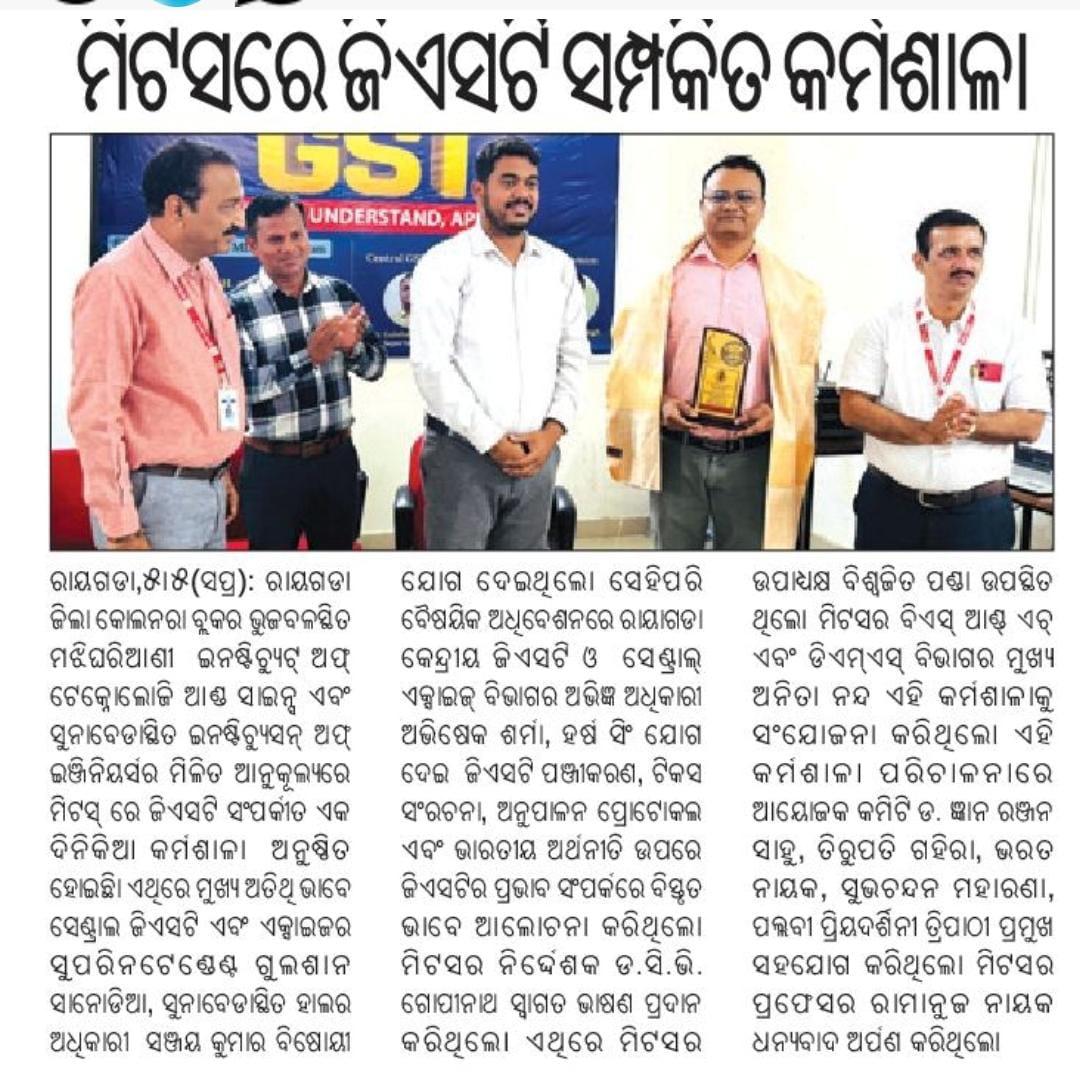 ମିଟସରେ ଜିଏସଟି ସମ୍ପର୍କିତ କର୍ମଶାଳା
GST
UNDERSTAND, AP
Central GS
ରାୟଗଡା,୫ା୫(ସପ୍ର): ରାୟଗଡା
ଜିଲା କୋଲନରା ବ୍ଲକର ଭୁଜବଳସ୍ଥିତ
ମଝିଘରିଆଣୀ ଇନଷ୍ଟିଚ୍ୟୁଟ୍ ଅଫ୍
ଟେକ୍ନୋଲୋଜି ଆଣ୍ଡ ସାଇନ୍ସ ଏବଂ
ସୁନାବେଡାସ୍ଥିତ ଇନଷ୍ଟିଚ୍ୟୁସନ୍ ଅଫ୍
ଇଞ୍ଜିନିୟର୍ସର ମିଳିତ ଆନୁକୂଲ୍ୟରେ
ମିଟସ୍ ରେ ଜିଏସଟି ସଂପର୍କୀତ ଏକ
ଦିନିକିଆ କର୍ମଶାଳା ଅନୁଷ୍ଠିତ
ହୋଇଛି। ଏଥିରେ ମୁଖ୍ୟ ଅତିଥି ଭାବେ
ସେଣ୍ଟ୍ରାଲ ଜିଏସଟି ଏବଂ ଏକ୍ସାଇଜର
ସୁପରିନଟେଣ୍ଡେଣ୍ଟ ଗୁଲଶାନ
ସାନୋଡିଆ, ସୁନାବେଡାସ୍ଥିତ ହାଲର
ଅଧିକାରୀ ସଞ୍ଜୟ କୁମାର ବିଷୋୟୀ
ଯୋଗ ଦେଇଥିଲେ। ସେହିପରି
ବୈଷୟିକ ଅଧିବେଶନରେ ରାୟାଗଡା
କେନ୍ଦ୍ରୀୟ ଜିଏସଟି ଓ ସେଣ୍ଟ୍ରାଲ୍
ଏକ୍ସାଇଜ୍ ବିଭାଗର ଅଭିଜ୍ଞ ଅଧିକାରୀ
ଅଭିଷେକ ଶର୍ମା, ହର୍ଷ ସିଂ ଯୋଗ
ଦେଇ ଜିଏସଟି ପଞ୍ଜୀକରଣ, ଟିକସ
ସଂରଚନା, ଅନୁପାଳନ ପ୍ରୋଟୋକଲ
ଏବଂ ଭାରତୀୟ ଅର୍ଥନୀତି ଉପରେ
ଜିଏସଟିର ପ୍ରଭାବ ସଂପର୍କରେ ବିସ୍ତୃତ
ଭାବେ ଆଲୋଚନା କରିଥିଲେ।
ମିଟସର ନିର୍ଦ୍ଦେଶକ ଡ.ସି.ଭି.
ଗୋପୀନାଥ ସ୍ୱାଗତ ଭାଷଣ ପ୍ରଦାନ
କରିଥିଲେ। ଏଥିରେ ମିଟସର
ଉପାଧ୍ୟକ୍ଷ ବିଶ୍ୱଜିତ ପଣ୍ଡା ଉପସ୍ଥିତ
ଥିଲେ। ମିଟସର ବିଏସ୍ ଆଣ୍ଡ୍ ଏଚ୍
ଏବଂ ଡିଏମ୍ଏସ୍ ବିଭାଗର ମୁଖ୍ୟ
ଅନିତା ନନ୍ଦ ଏହି କର୍ମଶାଳାକୁ
ସଂଯୋଜନା କରିଥିଲେ। ଏହି
କର୍ମଶାଳା ପରିଚାଳନାରେ
ଆୟୋଜକ କମିଟି ଡ. ଜ୍ଞାନ ରଞ୍ଜନ
ସାହୁ, ତିରୁପତି ଗହିରା, ଭରତ
ନାୟକ, ସୁଭଚନ୍ଦନ ମହାରଣା,
ପଲ୍ଲବୀ ପ୍ରିୟଦର୍ଶିନୀ ତ୍ରିପାଠୀ ପ୍ରମୁଖ
ସହଯୋଗ କରିଥିଲେ। ମିଟସର
ପ୍ରଫେସର ରାମାନୁଜ ନାୟକ
ଧନ୍ୟବାଦ ଅର୍ପଣ କରିଥିଲେ।